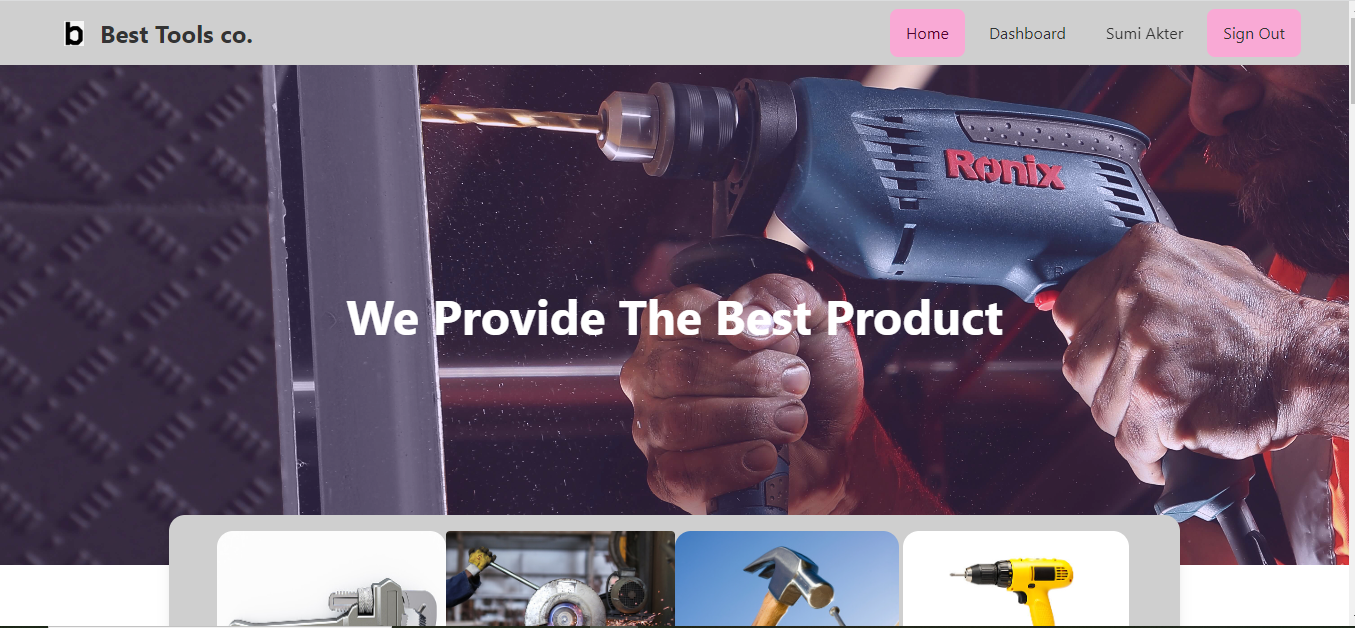 b Best Tools co.
Home Dashboard Sumi Akter Sign Out
Ronix
We Provide The Best Product